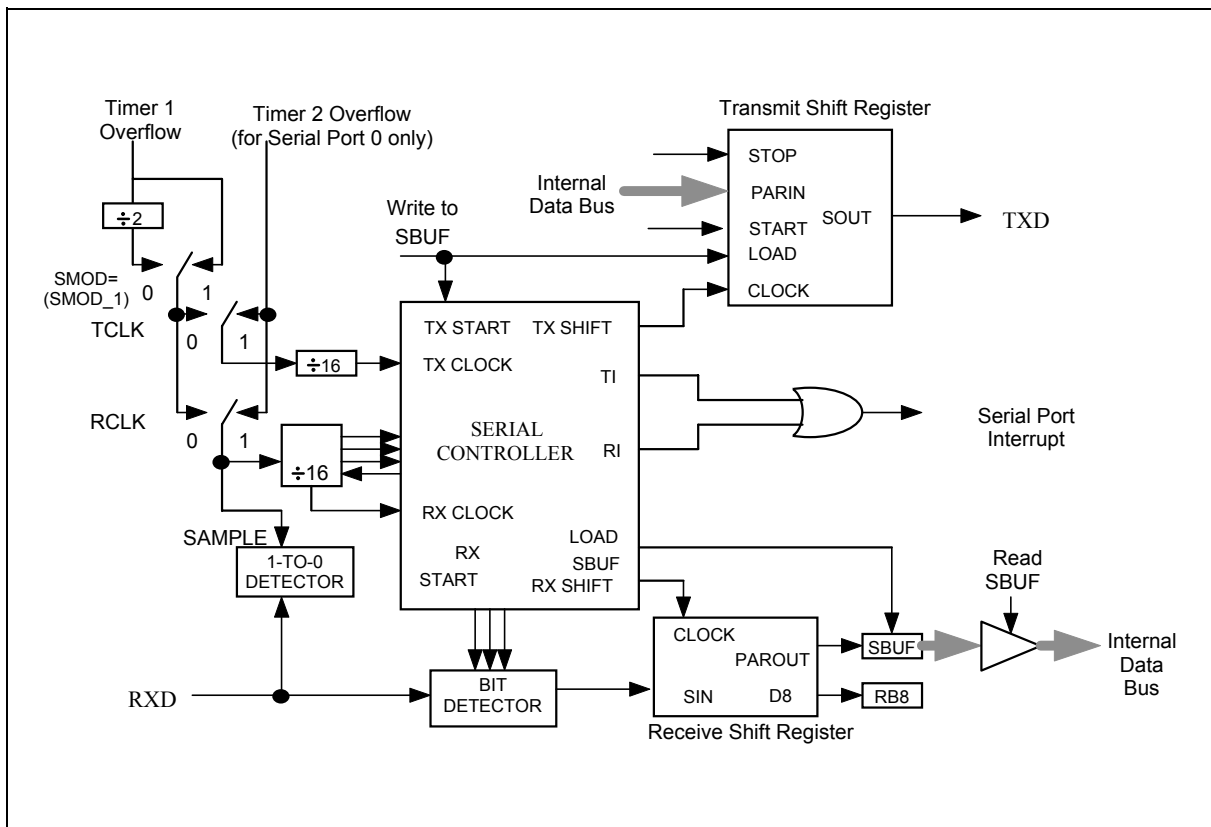 Timer 1
Overflow
Timer 2 Overflow
(for Serial Port 0 only)
÷2
SMOD=
(SMOD_1)
0
1
TCLK
0
1
÷16
RCLK
0
1
÷16
SAMPLE
1-TO-0
DETECTOR
RXD
Write to
SBUF
TX START
TX SHIFT
TX CLOCK
TI
SERIAL
CONTROLLER
RI
RX CLOCK
LOAD
SBUF
RX
START
RX SHIFT
BIT
DETECTOR
Transmit Shift Register
Internal
Data Bus
STOP
PARIN
START
SOUT
LOAD
CLOCK
TXD
Serial Port
Interrupt
CLOCK
PAROUT
SIN
D8
Receive Shift Register
SBUF
RB8
Read
SBUF
Internal
Data
Bus